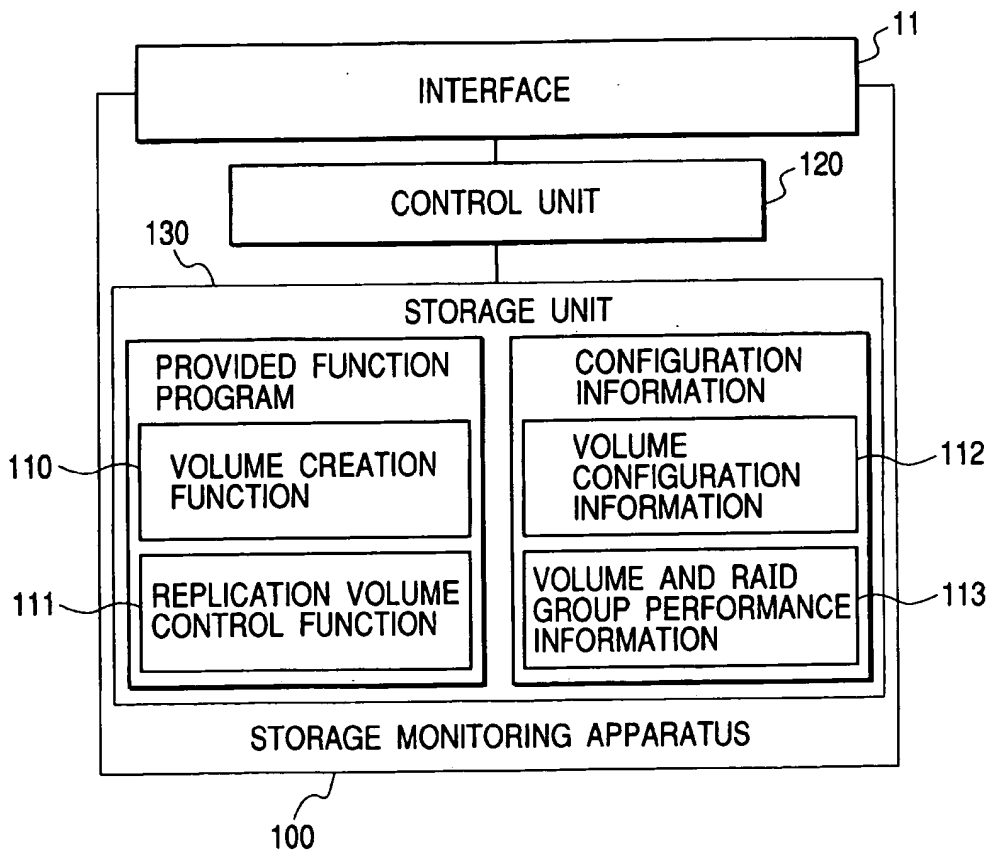 11
INTERFACE
120
CONTROL UNIT
130
STORAGE UNIT
PROVIDED FUNCTION
PROGRAM
CONFIGURATION
INFORMATION
110
VOLUME CREATION
FUNCTION
VOLUME
CONFIGURATION
INFORMATION
112
111
REPLICATION VOLUME
CONTROL FUNCTION
VOLUME AND RAID
GROUP PERFORMANCE
INFORMATION
113
STORAGE MONITORING APPARATUS
100